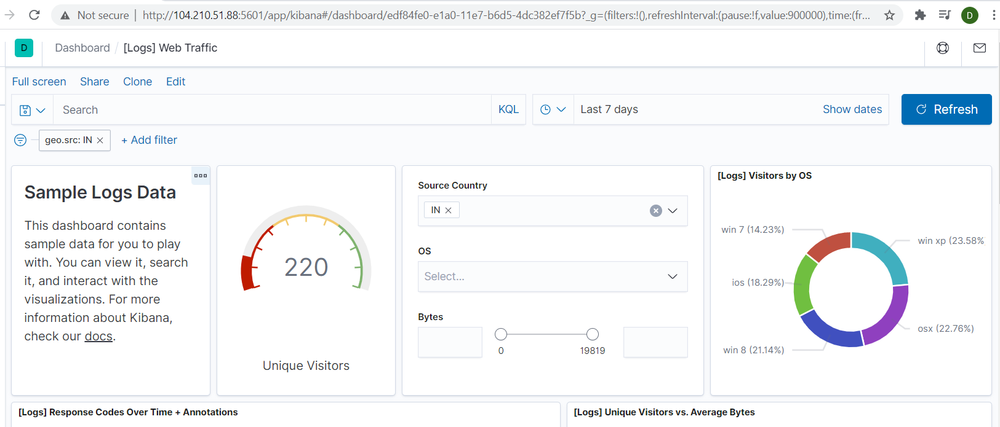 Not secure | http://104.210.51.88:5601/app/kibana#/dashboard/edf84fe0-e1a0-11e7-b6d5-4dc382ef7f5b?_g=(filters:!(),refreshInterval:(pause:!f,value:900000),time:(fr...
D
D
Dashboard / [Logs] Web Traffic
Full screen Share Clone Edit
Search KQL
Last 7 days Show dates
Refresh
geo.src: IN × + Add filter
Sample Logs Data
This dashboard contains
sample data for you to play
with. You can view it, search
it, and interact with the
visualizations. For more
information about Kibana,
check our docs.
220
Unique Visitors
Source Country
IN ×
OS
Select...
Bytes
0 19819
[Logs] Visitors by OS
win 7 (14.23%)
win xp (23.58%
ios (18.29%)
osx (22.76%)
win 8 (21.14%)
[Logs] Response Codes Over Time + Annotations
[Logs] Unique Visitors vs. Average Bytes